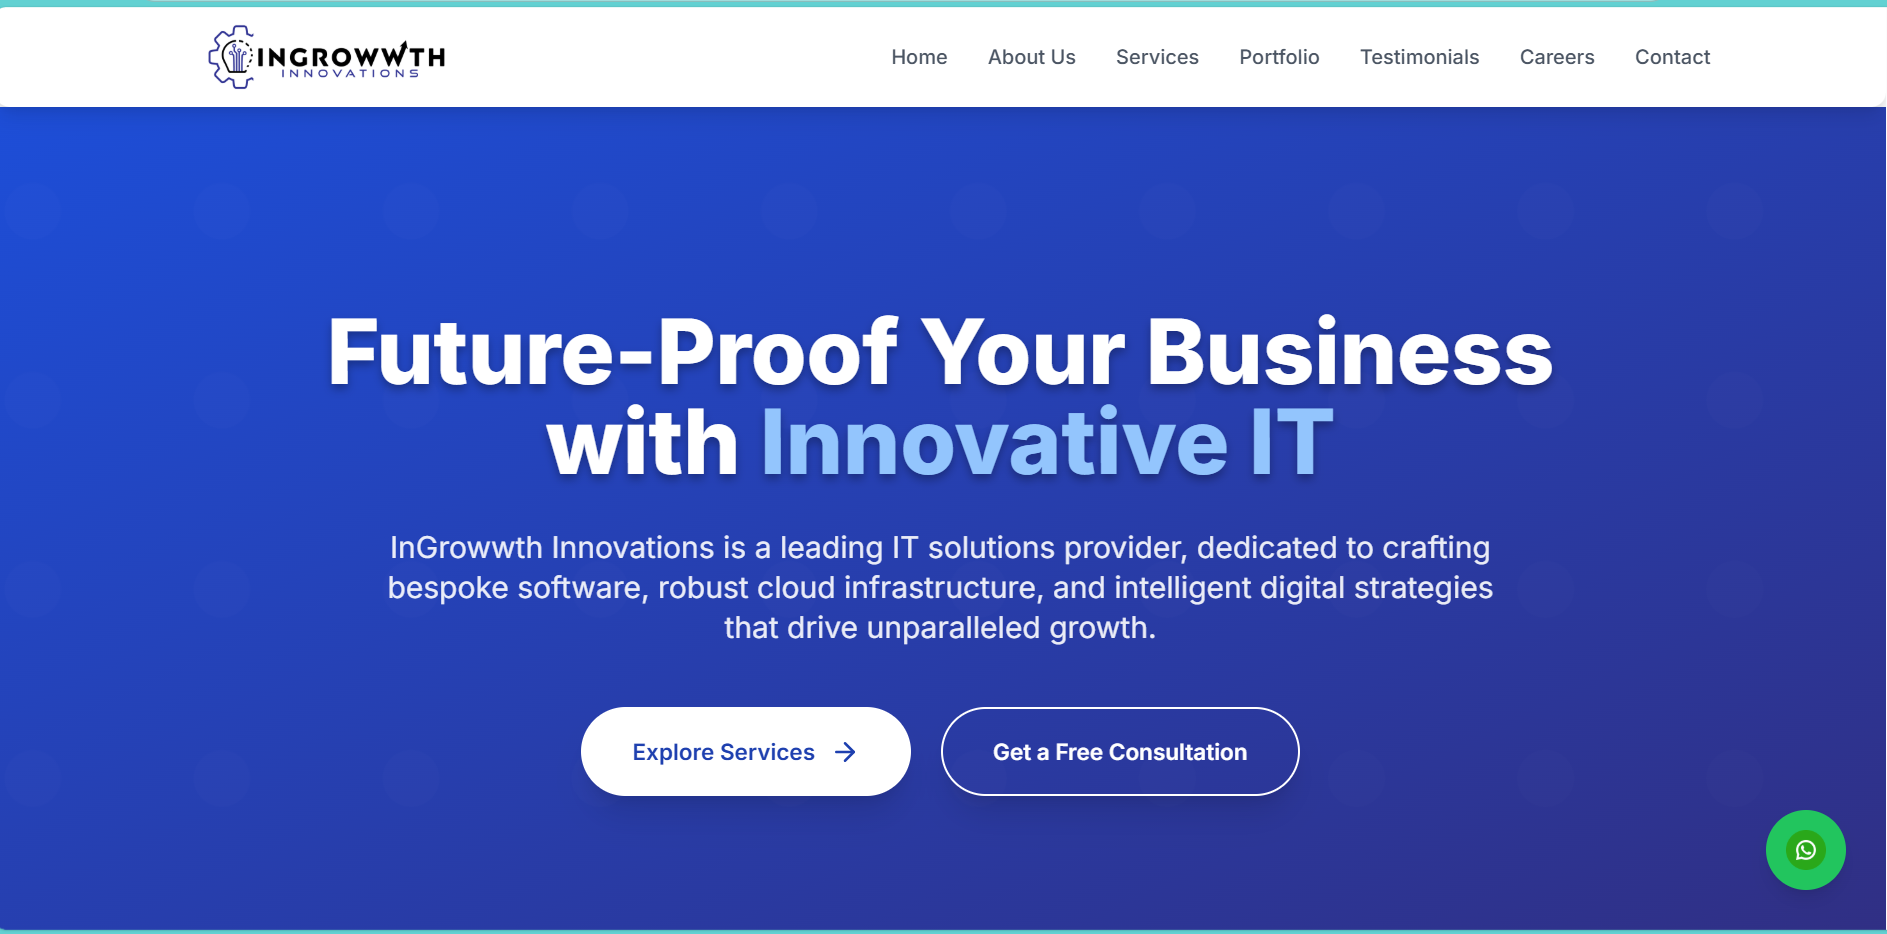 INGROWWTH
INNOVATIONS
Home About Us Services Portfolio Testimonials Careers Contact
Future-Proof Your Business
with Innovative IT
InGrowwth Innovations is a leading IT solutions provider, dedicated to crafting
bespoke software, robust cloud infrastructure, and intelligent digital strategies
that drive unparalleled growth.
Explore Services
Get a Free Consultation